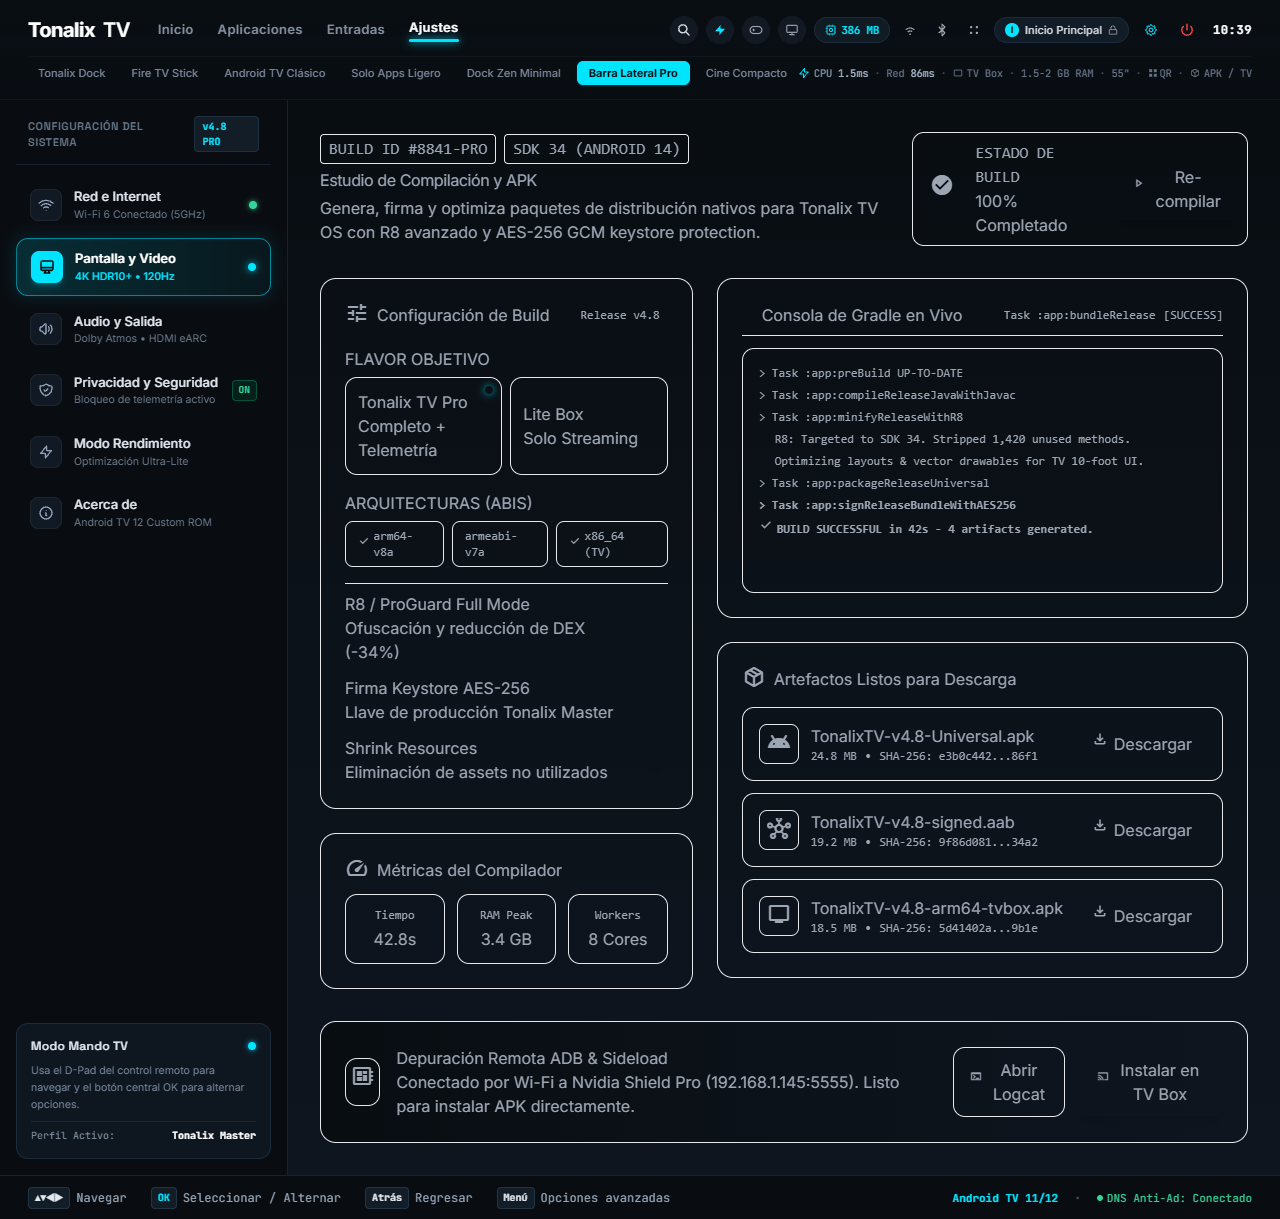 Tonalix TV
Inicio
Aplicaciones
Entradas
Ajustes
386 MB
Inicio Principal
10:39
Tonalix Dock
Fire TV Stick
Android TV Clásico
Solo Apps Ligero
Dock Zen Minimal
Barra Lateral Pro
Cine Compacto
CPU 1.5ms · Red 86ms · TV Box · 1.5-2 GB RAM · 55" · QR · APK / TV
CONFIGURACIÓN DEL
SISTEMA
v4.8
PRO
Red e Internet
Wi-Fi 6 Conectado (5GHz)
Pantalla y Video
4K HDR10+ • 120Hz
Audio y Salida
Dolby Atmos • HDMI eARC
Privacidad y Seguridad
Bloqueo de telemetría activo
ON
Modo Rendimiento
Optimización Ultra-Lite
Acerca de
Android TV 12 Custom ROM
Modo Mando TV
Usa el D-Pad del control remoto para
navegar y el botón central OK para alternar
opciones.
Perfil Activo:
Tonalix Master
BUILD ID #8841-PRO
SDK 34 (ANDROID 14)
Estudio de Compilación y APK
Genera, firma y optimiza paquetes de distribución nativos para Tonalix TV
OS con R8 avanzado y AES-256 GCM keystore protection.
ESTADO DE
BUILD
100%
Completado
Re-
compilar
Configuración de Build
Release v4.8
FLAVOR OBJETIVO
Tonalix TV Pro
Completo +
Telemetría
Lite Box
Solo Streaming
ARQUITECTURAS (ABIS)
arm64-
v8a
armeabi-
v7a
x86_64
(TV)
R8 / ProGuard Full Mode
Ofuscación y reducción de DEX
(-34%)
Firma Keystore AES-256
Llave de producción Tonalix Master
Shrink Resources
Eliminación de assets no utilizados
Métricas del Compilador
Tiempo
42.8s
RAM Peak
3.4 GB
Workers
8 Cores
Consola de Gradle en Vivo
Task :app:bundleRelease [SUCCESS]
> Task :app:preBuild UP-TO-DATE
> Task :app:compileReleaseJavaWithJavac
> Task :app:minifyReleaseWithR8
R8: Targeted to SDK 34. Stripped 1,420 unused methods.
Optimizing layouts & vector drawables for TV 10-foot UI.
> Task :app:packageReleaseUniversal
> Task :app:signReleaseBundleWithAES256
BUILD SUCCESSFUL in 42s - 4 artifacts generated.
Artefactos Listos para Descarga
TonalixTV-v4.8-Universal.apk
24.8 MB • SHA-256: e3b0c442...86f1
Descargar
TonalixTV-v4.8-signed.aab
19.2 MB • SHA-256: 9f86d081...34a2
Descargar
TonalixTV-v4.8-arm64-tvbox.apk
18.5 MB • SHA-256: 5d41402a...9b1e
Descargar
Depuración Remota ADB & Sideload
Conectado por Wi-Fi a Nvidia Shield Pro (192.168.1.145:5555). Listo
para instalar APK directamente.
Abrir
Logcat
Instalar en
TV Box
▲▼◀▶ Navegar
OK Seleccionar / Alternar
Atrás Regresar
Menú Opciones avanzadas
Android TV 11/12 · DNS Anti-Ad: Conectado